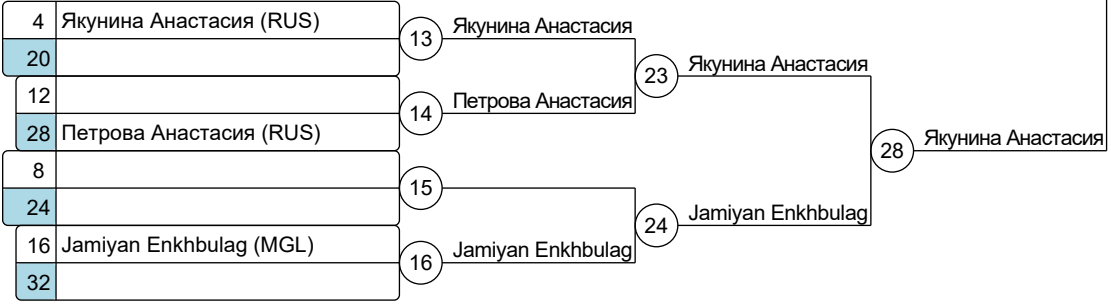 4 Якунина Анастасия (RUS)
20
12
28 Петрова Анастасия (RUS)
8
24
16 Jamiyan Enkhbulag (MGL)
32
13 Якунина Анастасия
14 Петрова Анастасия
15
16 Jamiyan Enkhbulag
23 Якунина Анастасия
24 Jamiyan Enkhbulag
28 Якунина Анастасия